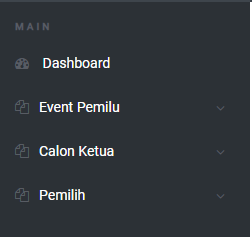 MAIN
Dashboard
Event Pemilu
Calon Ketua
Pemilih